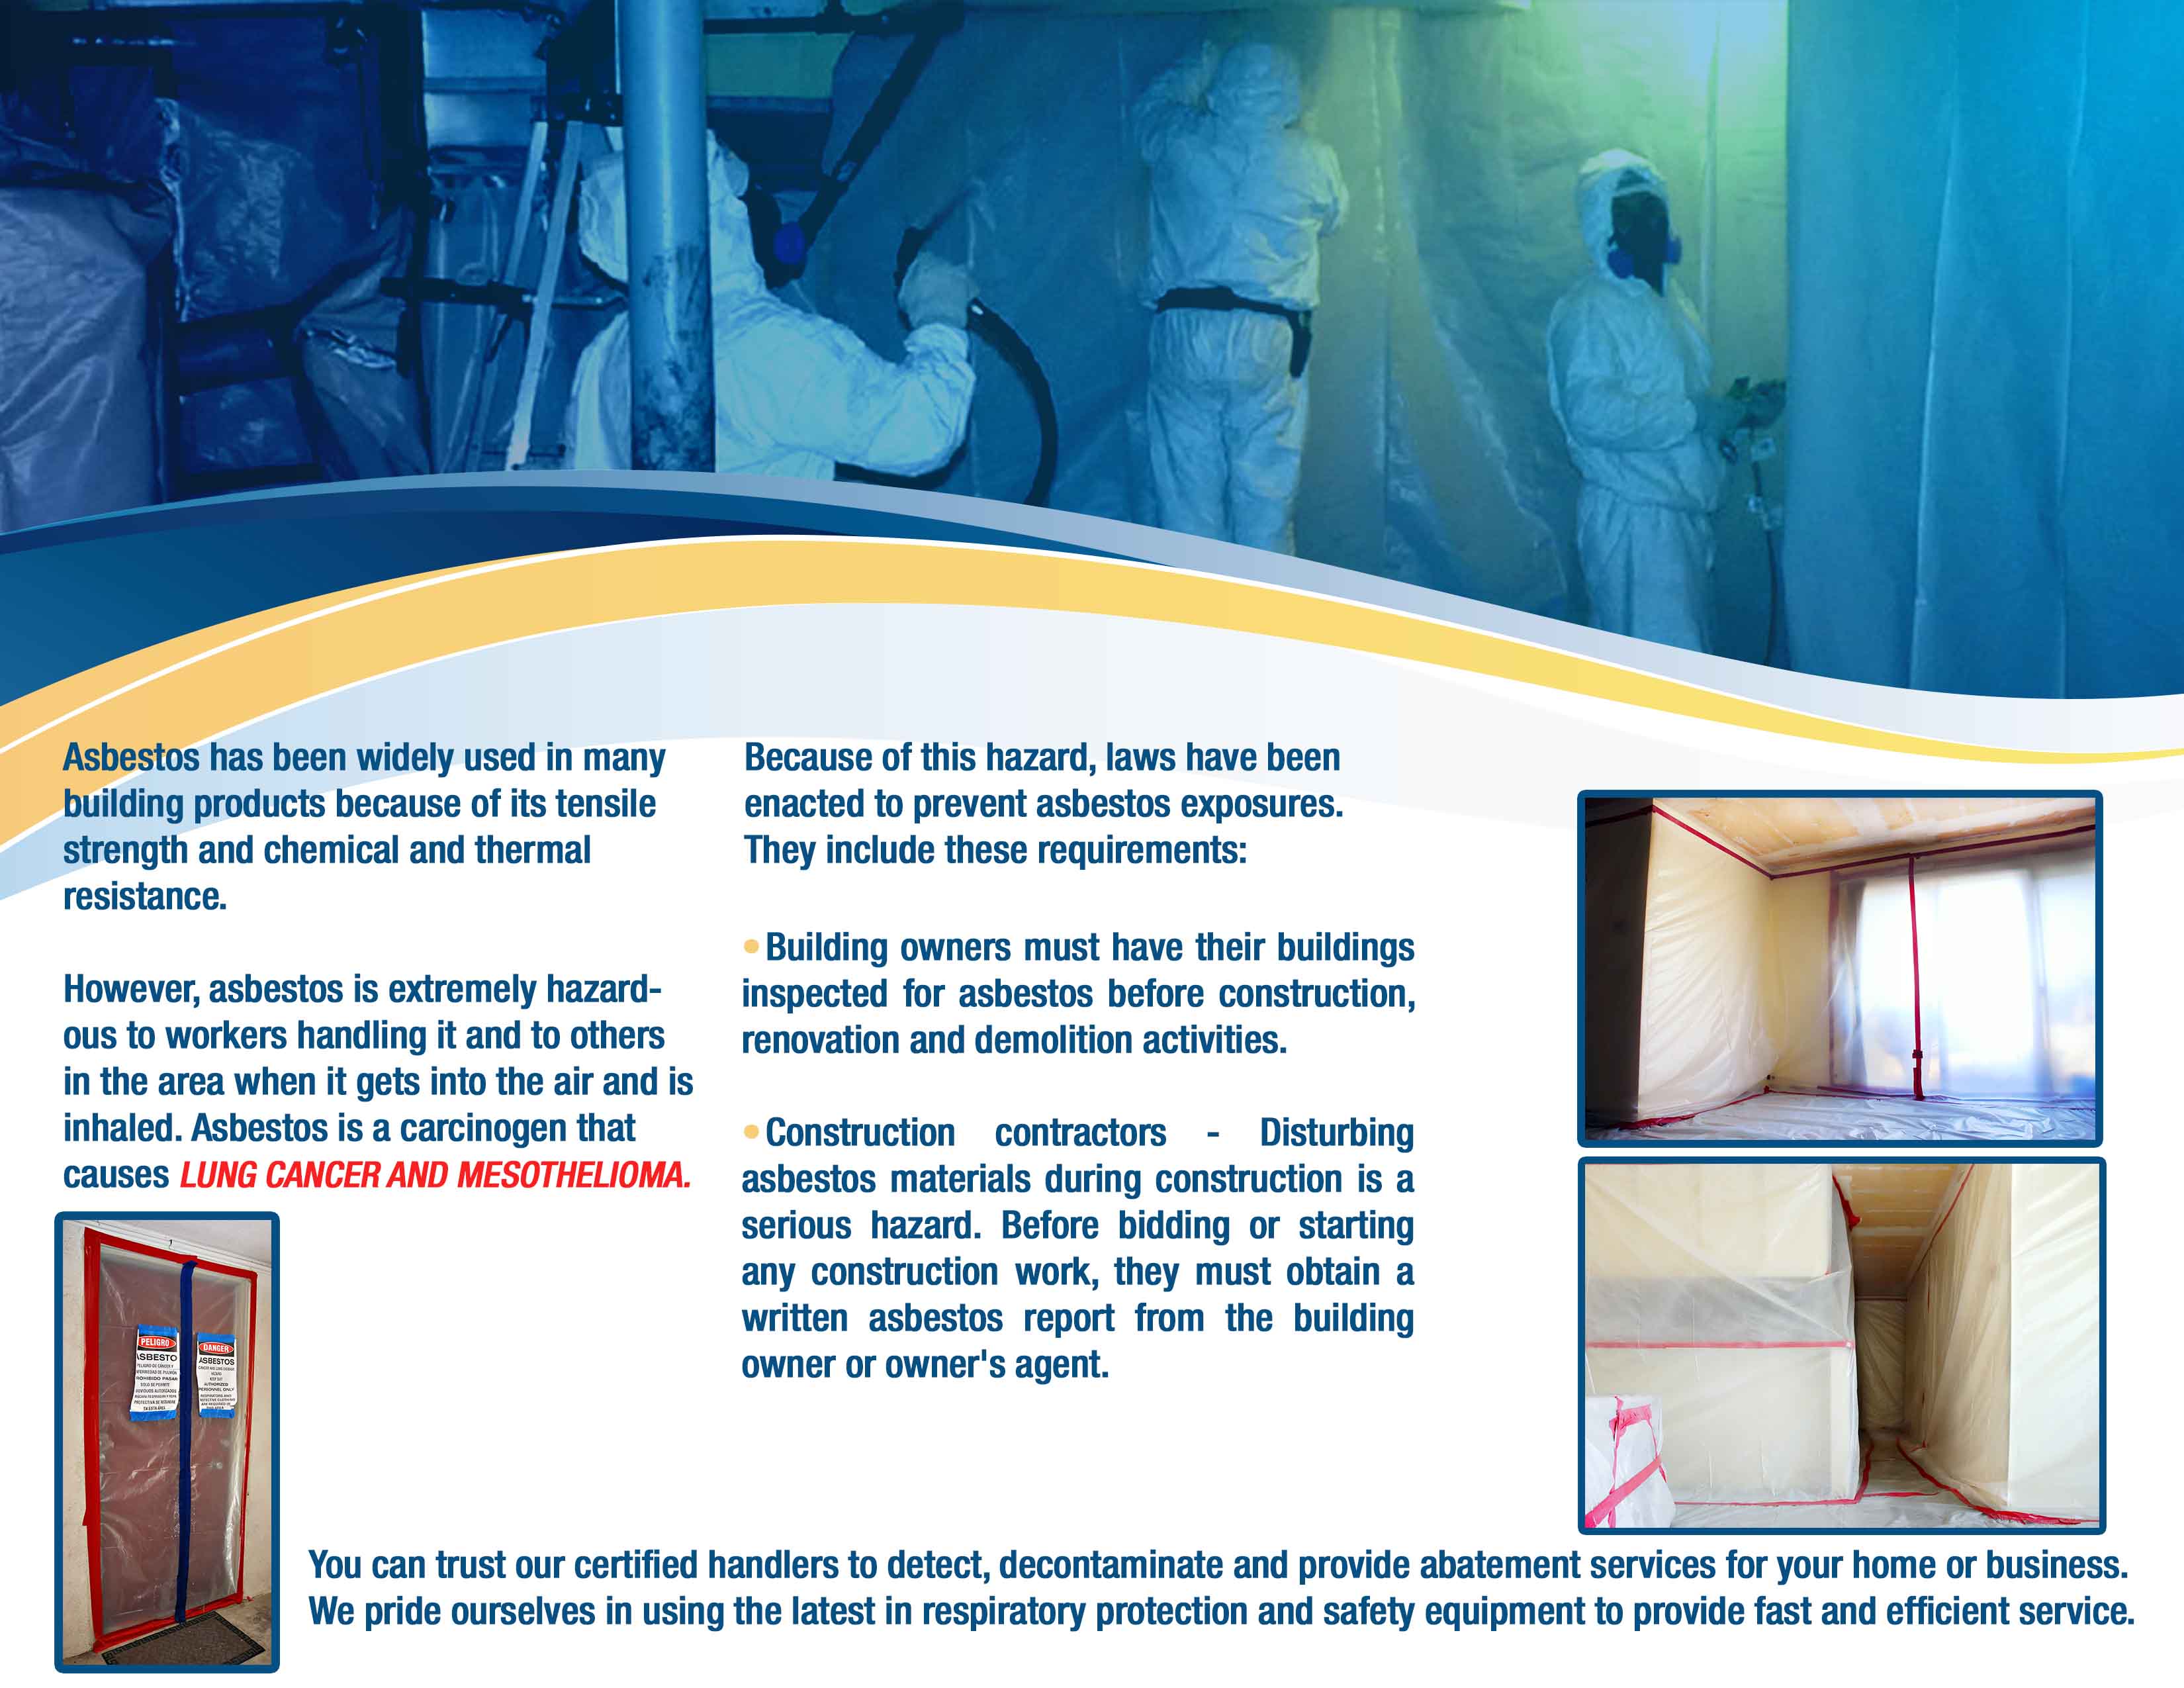 Asbestos has been widely used in many
building products because of its tensile
strength and chemical and thermal
resistance.
However, asbestos is extremely hazard-
ous to workers handling it and to others
in the area when it gets into the air and is
inhaled. Asbestos is a carcinogen that
causes LUNG CANCER AND MESOTHELIOMA.
Because of this hazard, laws have been
enacted to prevent asbestos exposures.
They include these requirements:
• Building owners must have their buildings
inspected for asbestos before construction,
renovation and demolition activities.
• Construction contractors - Disturbing
asbestos materials during construction is a
serious hazard. Before bidding or starting
any construction work, they must obtain a
written asbestos report from the building
owner or owner's agent.
PELIGRO
ASBESTO
DANGER
ASBESTOS
AUTHORIZED
PERSONNEL ONLY
You can trust our certified handlers to detect, decontaminate and provide abatement services for your home or business.
We pride ourselves in using the latest in respiratory protection and safety equipment to provide fast and efficient service.